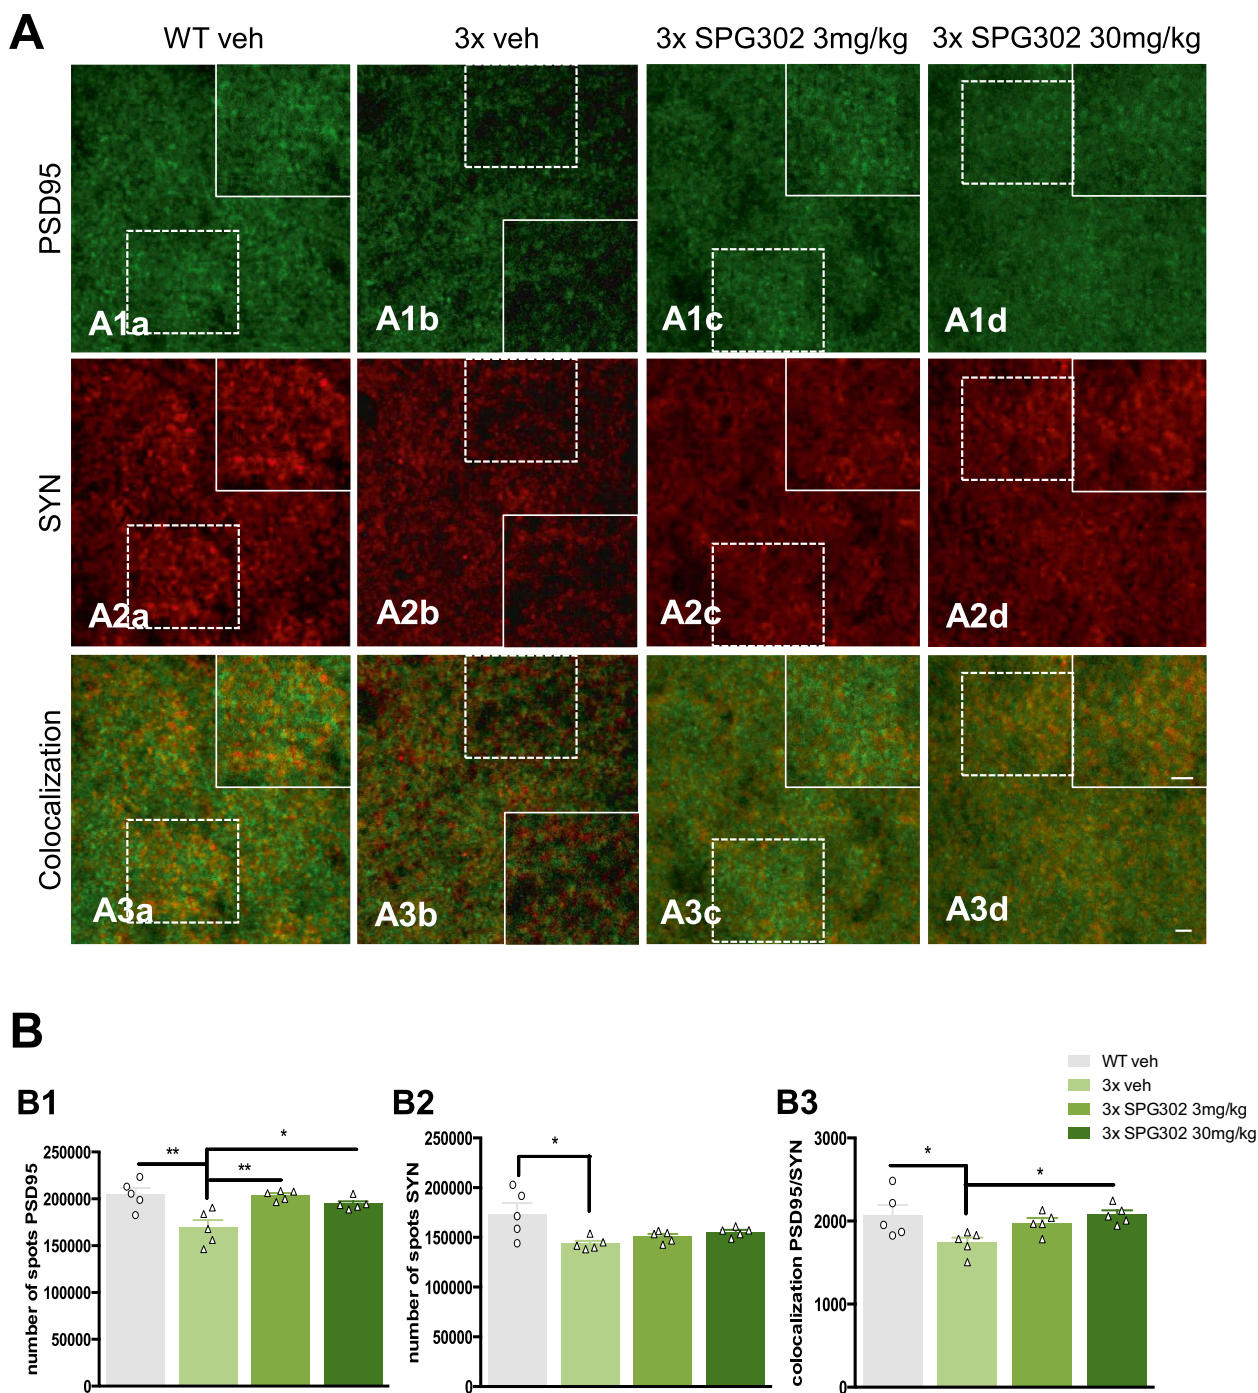 A
WT veh
3x veh
3x SPG302 3mg/kg
3x SPG302 30mg/kg
PSD95
A1a
A1b
A1c
A1d
SYN
A2a
A2b
A2c
A2d
Colocalization
A3a
A3b
A3c
A3d
B
WT veh
3x veh
3x SPG302 3mg/kg
3x SPG302 30mg/kg
B1
number of spots PSD95
250000
200000
150000
100000
50000
0
**
**
*
B2
number of spots SYN
250000
200000
150000
100000
50000
0
*
B3
colocalization PSD95/SYN
3000
2000
1000
0
*
*